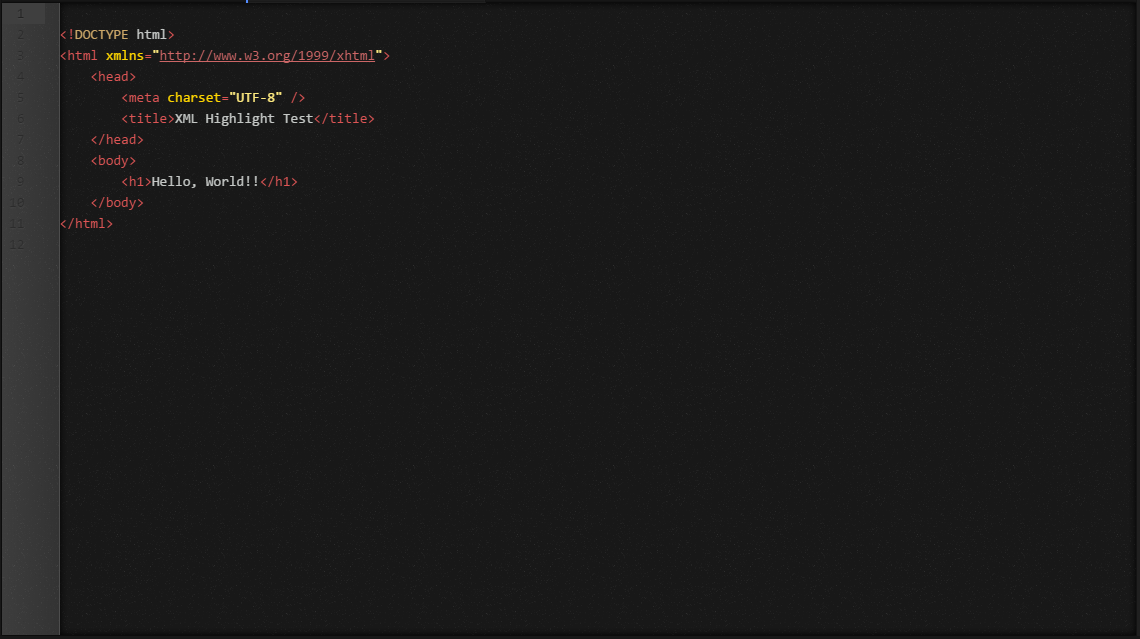 1
2 <!DOCTYPE html>
3 <html xmlns="http://www.w3.org/1999/xhtml">
4     <head>
5         <meta charset="UTF-8" />
6         <title>XML Highlight Test</title>
7     </head>
8     <body>
9         <h1>Hello, World!!</h1>
10     </body>
11 </html>
12